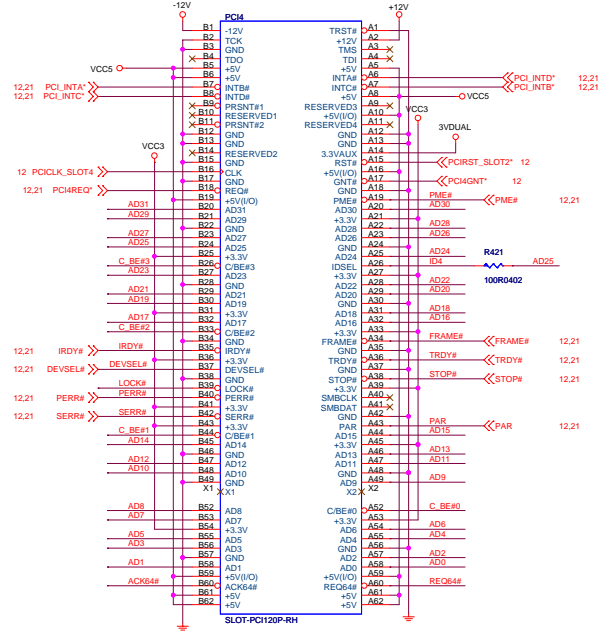 -12V +12V
PCI4
B1 -12V TRST# A1
B2 TCK +12V A2
B3 GND TMS A3
B4 TDO TDI A4
VCC5 B5 +5V +5V A5
B6 +5V INTA# A6 PCI_INTD* 12,21
12,21 PCI_INTA* B7 INTB# INTC# A7 PCI_INTB* 12,21
12,21 PCI_INTC* B8 INTD# +5V A8 VCC5
B9 PRSNT#1 RESERVED3 A9
B10 RESERVED1 +5V(I/O) A10
B11 PRSNT#2 RESERVED4 A11 VCC3
B12 GND GND A12
B13 GND GND A13 3VDUAL
VCC3 B14 RESERVED2 3.3VAUX A14
B15 GND RST# A15 PCIRST_SLOT2* 12
12 PCICLK_SLOT4 B16 CLK +5V(I/O) A16
B17 GND GNT# A17 PCI4GNT* 12
12,21 PCI4REQ* B18 REQ# GND A18
B19 +5V(I/O) PME# A19 PME# PME# 12,21
AD31 B20 AD31 AD30 A20 AD30
AD29 B21 AD29 +3.3V A21
B22 GND AD28 A22 AD28
AD27 B23 AD27 AD26 A23 AD26
AD25 B24 AD25 GND A24
B25 +3.3V AD24 A25 AD24 R421
C_BE#3 B26 C/BE#3 IDSEL A26 ID4 AD25
AD23 B27 AD23 +3.3V A27 100R0402
B28 GND AD22 A28 AD22
AD21 B29 AD21 AD20 A29 AD20
AD19 B30 AD19 GND A30
B31 +3.3V AD18 A31 AD18
AD17 B32 AD17 AD16 A32 AD16
C_BE#2 B33 C/BE#2 +3.3V A33
B34 GND FRAME# A34 FRAME# FRAME# 12,21
12,21 IRDY# IRDY# B35 IRDY# GND A35
B36 +3.3V TRDY# A36 TRDY# TRDY# 12,21
12,21 DEVSEL# DEVSEL# B37 DEVSEL# GND A37
B38 GND STOP# A38 STOP# STOP# 12,21
LOCK# B39 LOCK# +3.3V A39
12,21 PERR# PERR# B40 PERR# SMBCLK A40
B41 +3.3V SMBDAT A41
12,21 SERR# SERR# B42 SERR# GND A42
B43 +3.3V PAR A43 PAR PAR 12,21
C_BE#1 B44 C/BE#1 AD15 A44 AD15
AD14 B45 AD14 +3.3V A45
B46 GND AD13 A46 AD13
AD12 B47 AD12 AD11 A47 AD11
AD10 B48 AD10 GND A48
B49 GND AD9 A49 AD9
X1 X1 X2 X2
AD8 B52 AD8 C/BE#0 A52 C_BE#0
AD7 B53 AD7 +3.3V A53
B54 +3.3V AD6 A54 AD6
AD5 B55 AD5 AD4 A55 AD4
AD3 B56 AD3 GND A56
B57 GND AD2 A57 AD2
AD1 B58 AD1 AD0 A58 AD0
B59 +5V(I/O) +5V(I/O) A59
ACK64# B60 ACK64# REQ64# A60 REQ64#
B61 +5V +5V A61
B62 +5V +5V A62
SLOT-PCI120P-RH